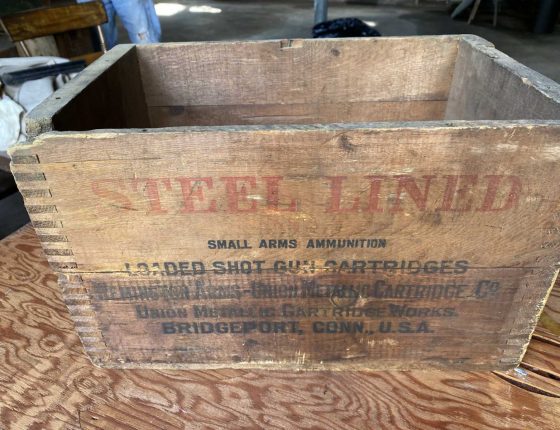 STEEL LINED
SMALL ARMS AMMUNITION
LOADED SHOT GUN CARTRIDGES
REMINGTON ARMS-UNION METALLIC CARTRIDGE CO.
UNION METALLIC CARTRIDGE WORKS.
BRIDGEPORT, CONN., U.S.A.